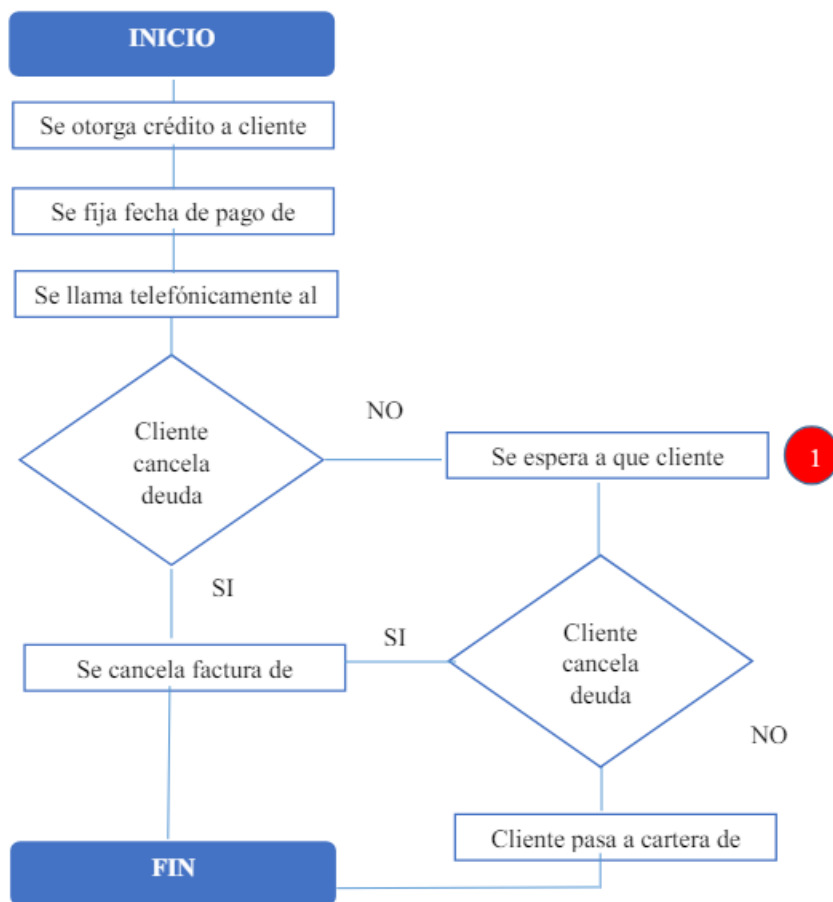 INICIO
Se otorga crédito a cliente
Se fija fecha de pago de
Se llama telefónicamente al
Cliente
cancela
deuda
NO
Se espera a que cliente
1
SI
Se cancela factura de
SI
Cliente
cancela
deuda
NO
Cliente pasa a cartera de
FIN